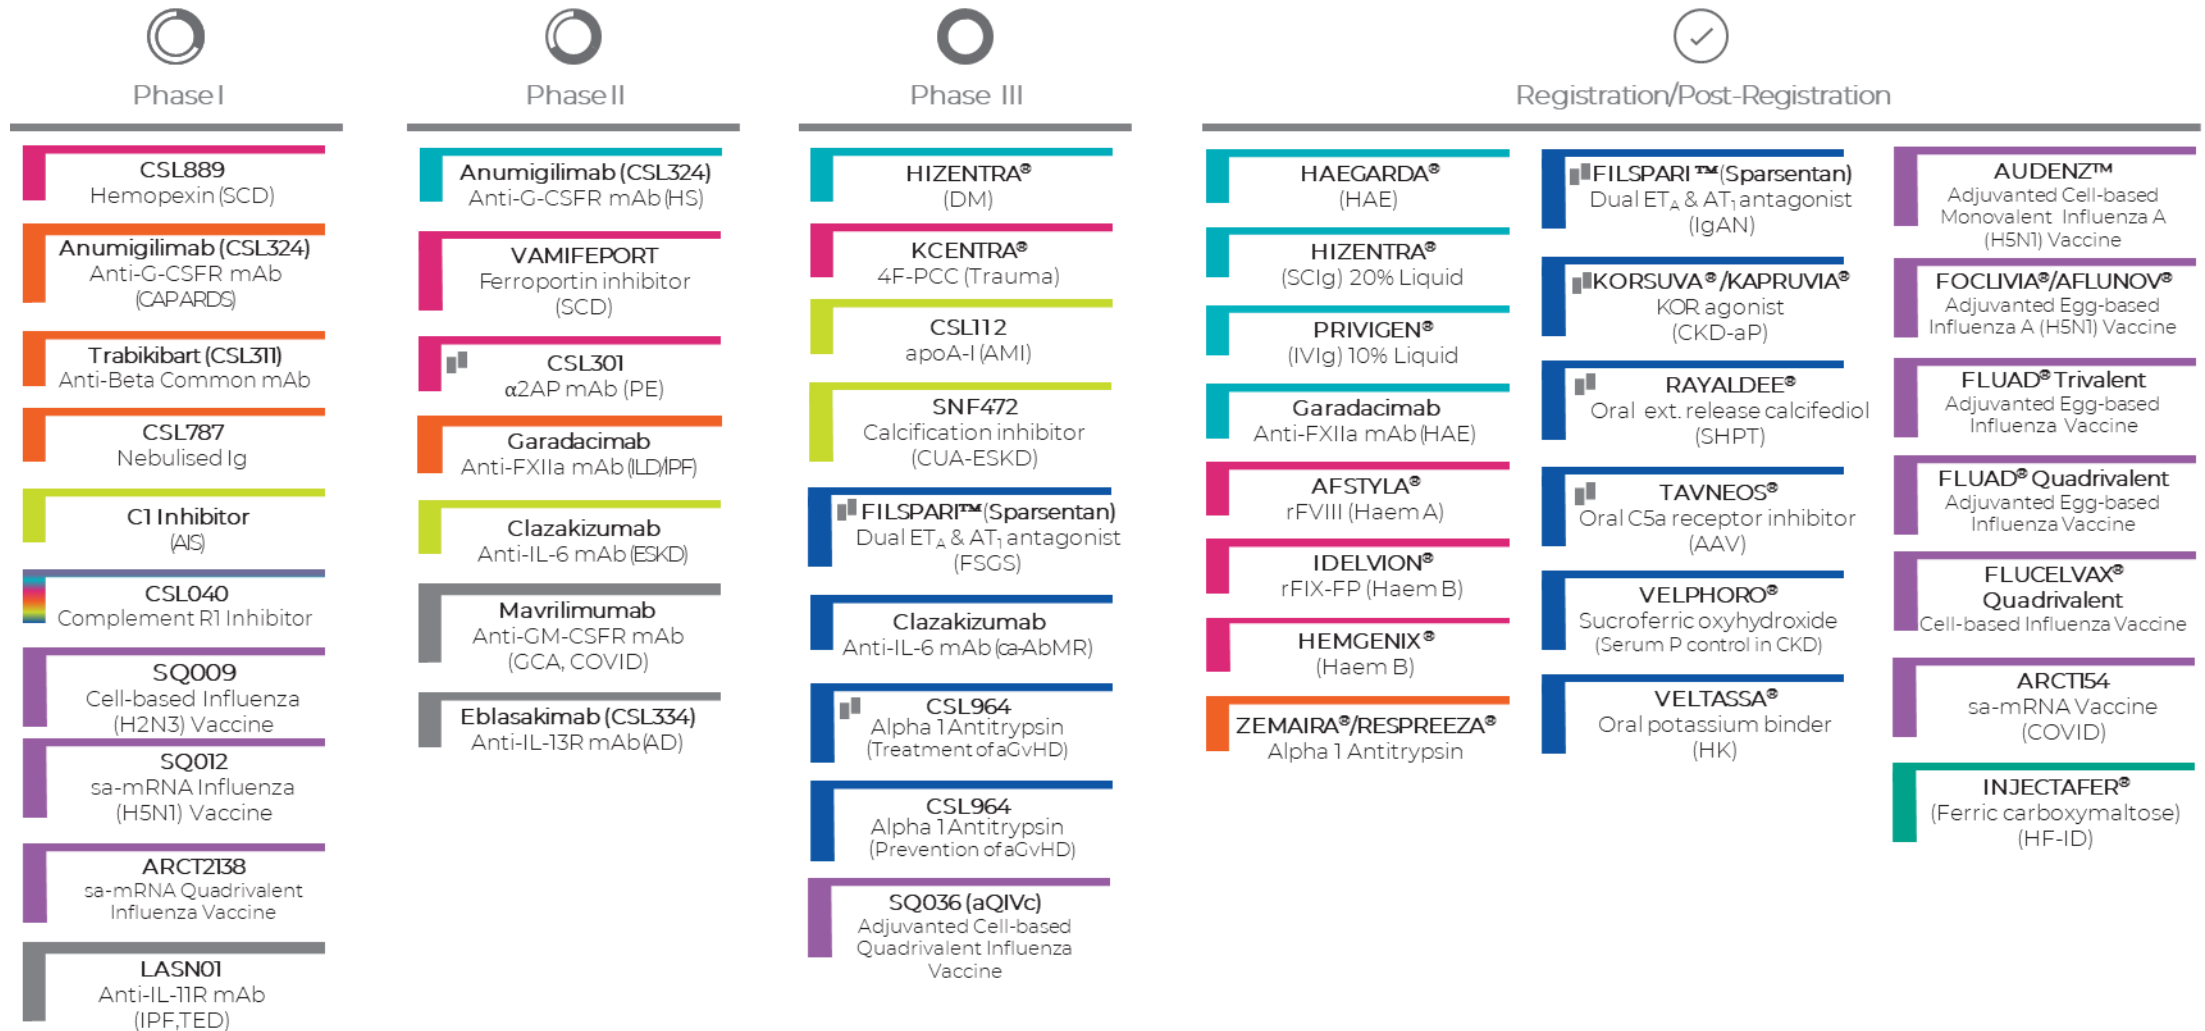 Phase I
CSL889
Hemopexin (SCD)
Anumigilimab (CSL324)
Anti-G-CSFR mAb
(CAPARDS)
Trabikibart (CSL311)
Anti-Beta Common mAb
CSL787
Nebulised Ig
C1 Inhibitor
(AIS)
CSL040
Complement R1 Inhibitor
SQ009
Cell-based Influenza
(H2N3) Vaccine
SQ012
sa-mRNA Influenza
(H5N1) Vaccine
ARCT2138
sa-mRNA Quadrivalent
Influenza Vaccine
LASN01
Anti-IL-11R mAb
(IPF,TED)
Phase II
Anumigilimab (CSL324)
Anti-G-CSFR mAb (HS)
VAMIFEPORT
Ferroportin inhibitor
(SCD)
CSL301
α2AP mAb (PE)
Garadacimab
Anti-FXIIa mAb (ILD/IPF)
Clazakizumab
Anti-IL-6 mAb (ESKD)
Mavrilimumab
Anti-GM-CSFR mAb
(GCA, COVID)
Eblasakimab (CSL334)
Anti-IL-13R mAb(AD)
Phase III
HIZENTRA®
(DM)
KCENTRA®
4F-PCC (Trauma)
CSL112
apoA-I (AMI)
SNF472
Calcification inhibitor
(CUA-ESKD)
FILSPARI™(Sparsentan)
Dual ETA & AT1 antagonist
(FSGS)
Clazakizumab
Anti-IL-6 mAb (ca-AbMR)
CSL964
Alpha 1 Antitrypsin
(Treatment of aGvHD)
CSL964
Alpha 1 Antitrypsin
(Prevention of aGvHD)
SQ036 (aQIVc)
Adjuvanted Cell-based
Quadrivalent Influenza
Vaccine
Registration/Post-Registration
HAEGARDA®
(HAE)
HIZENTRA®
(SCIg) 20% Liquid
PRIVIGEN®
(IVIg) 10% Liquid
Garadacimab
Anti-FXIIa mAb (HAE)
AFSTYLA®
rFVIII (Haem A)
IDELVION®
rFIX-FP (Haem B)
HEMGENIX®
(Haem B)
ZEMAIRA®/RESPREEZA®
Alpha 1 Antitrypsin
FILSPARI™(Sparsentan)
Dual ETA & AT1 antagonist
(IgAN)
KORSUVA®/KAPRUVIA®
KOR agonist
(CKD-aP)
RAYALDEE®
Oral ext. release calcifediol
(SHPT)
TAVNEOS®
Oral C5a receptor inhibitor
(AAV)
VELPHORO®
Sucroferric oxyhydroxide
(Serum P control in CKD)
VELTASSA®
Oral potassium binder
(HK)
AUDENZ™
Adjuvanted Cell-based
Monovalent Influenza A
(H5N1) Vaccine
FOCLIVIA®/AFLUNOV®
Adjuvanted Egg-based
Influenza A (H5N1) Vaccine
FLUAD® Trivalent
Adjuvanted Egg-based
Influenza Vaccine
FLUAD® Quadrivalent
Adjuvanted Egg-based
Influenza Vaccine
FLUCELVAX®
Quadrivalent
Cell-based Influenza Vaccine
ARCT154
sa-mRNA Vaccine
(COVID)
INJECTAFER®
(Ferric carboxymaltose)
(HF-ID)